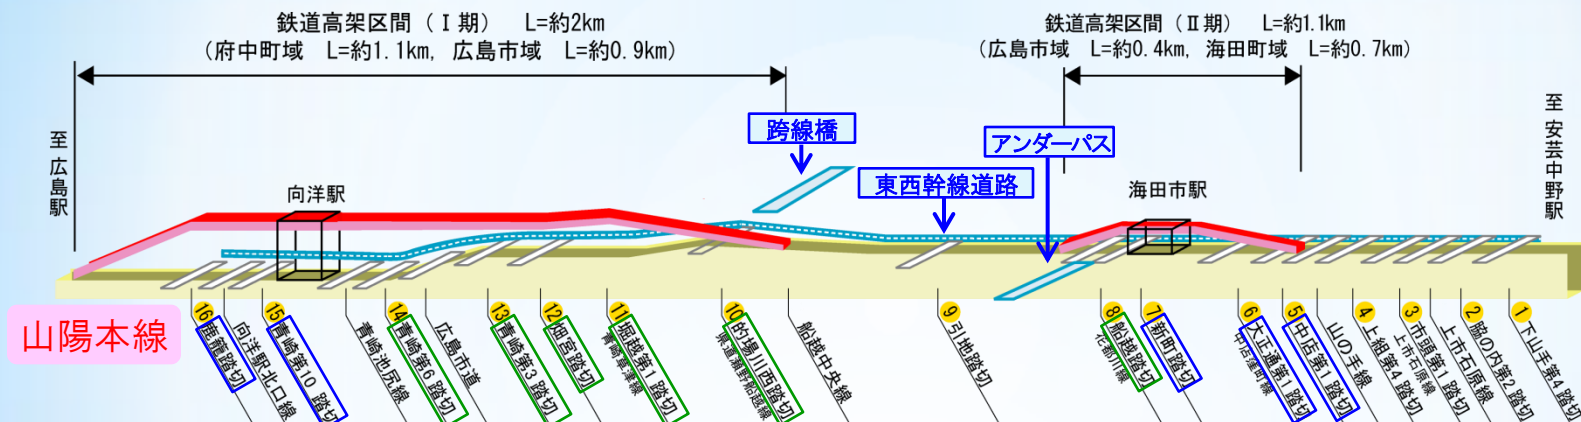 鉄道高架区間（Ⅰ期）　L=約2km
（府中町域　L=約1.1km, 広島市域　L=約0.9km）
鉄道高架区間（Ⅱ期）　L=約1.1km
（広島市域　L=約0.4km, 海田町域　L=約0.7km）
至 広島駅
至 安芸中野駅
跨線橋
アンダーパス
東西幹線道路
向洋駅
海田市駅
山陽本線
16 鹿籠踏切
向洋駅北口線
15 青崎第10 踏切
青崎池尻線
14 青崎第6 踏切
広島市道
13 青崎第3 踏切
12 畑宮踏切
11 堀越第1 踏切
青崎草津線
10 的場川西踏切
県道瀬野船越線
船越中央線
9 引地踏切
8 船越踏切
花都川線
7 新町踏切
6 大正通第1 踏切
中店窪町線
5 中店第1 踏切
山の手線
4 上組第4 踏切
3 市頭第1 踏切
上市石原線
上市石原線
2 脇の内第2 踏切
1 下山手第4 踏切